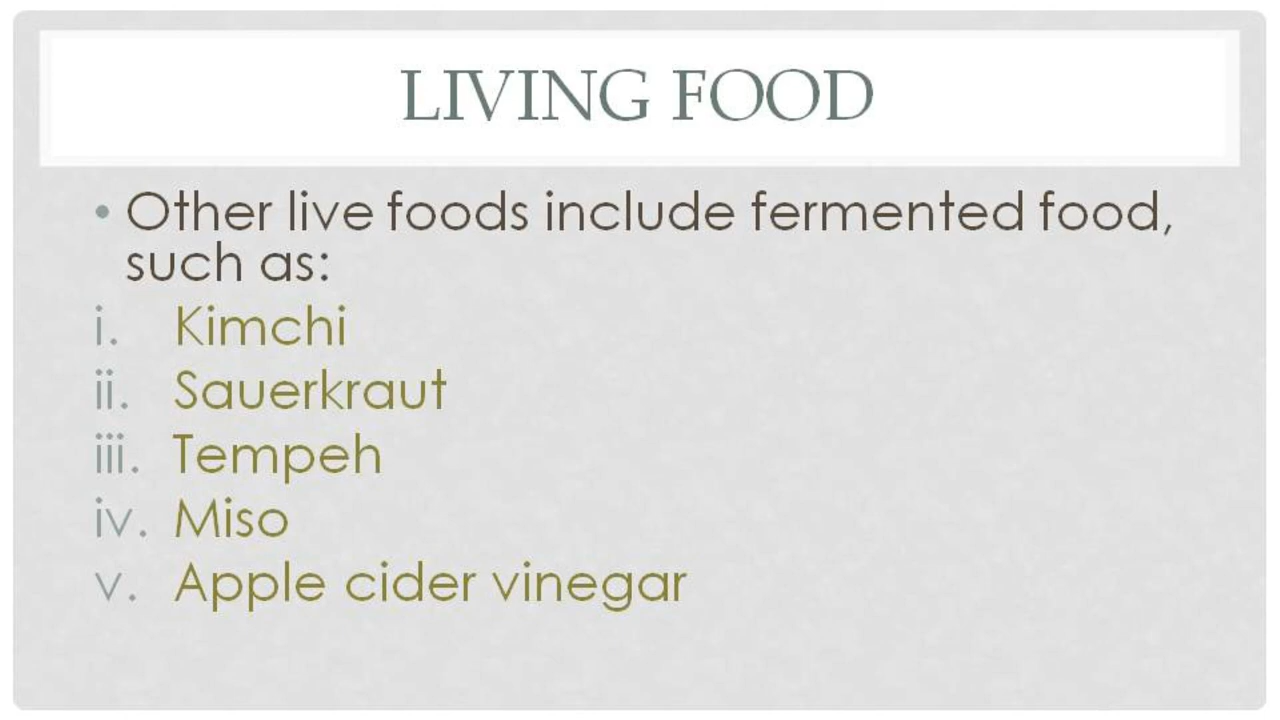 LIVING FOOD
• Other live foods include fermented food,
such as:
i. Kimchi
ii. Sauerkraut
iii. Tempeh
iv. Miso
v. Apple cider vinegar